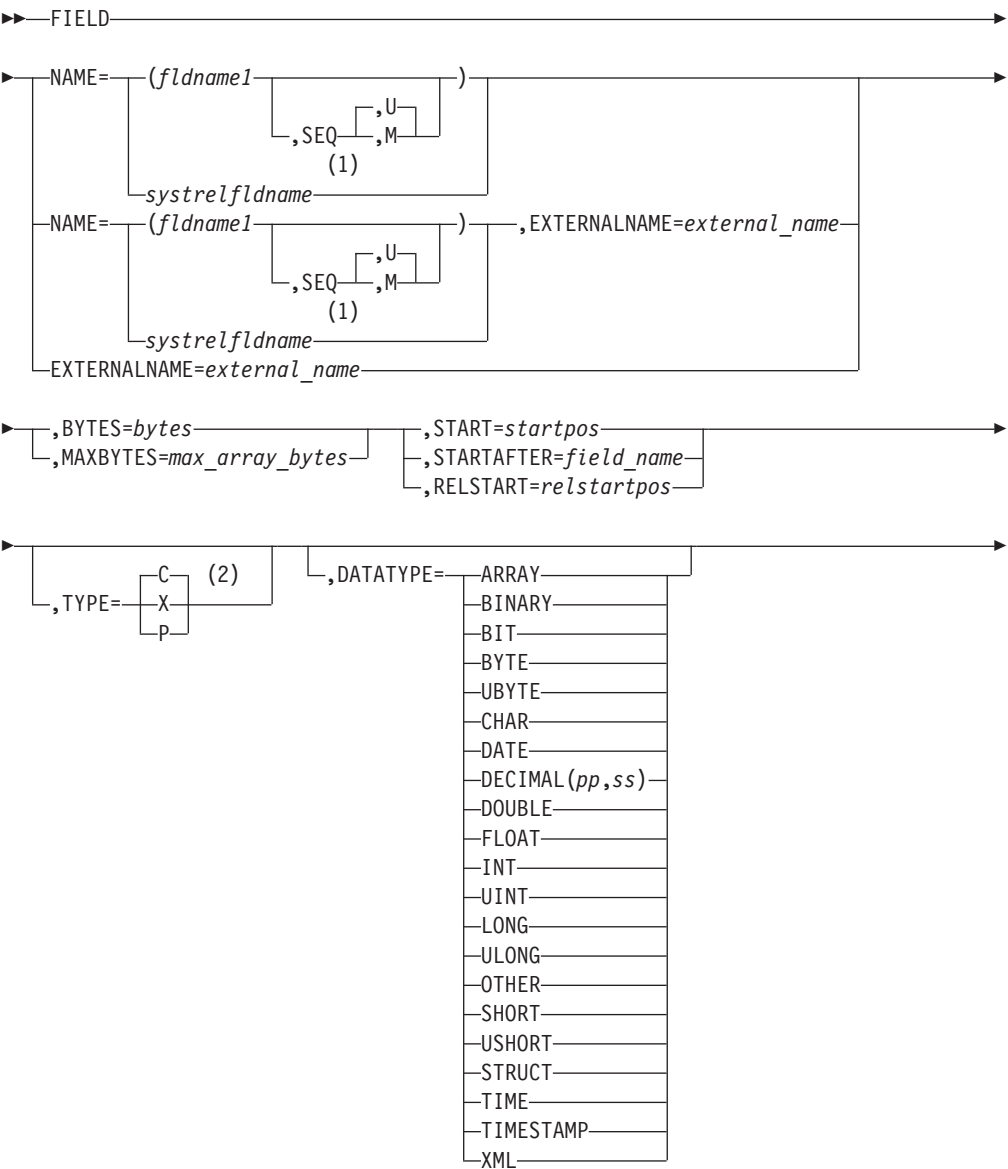 FIELD
NAME= (fldname1 )
,U
,SEQ ,M
(1)
systrelfldname
NAME= (fldname1 ) ,EXTERNALNAME=external_name
,U
,SEQ ,M
(1)
systrelfldname
EXTERNALNAME=external_name
,BYTES=bytes ,START=startpos
,MAXBYTES=max_array_bytes ,STARTAFTER=field_name
,RELSTART=relstartpos
C (2) ,DATATYPE= ARRAY
,TYPE= X BINARY
P BIT
BYTE
UBYTE
CHAR
DATE
DECIMAL(pp,ss)
DOUBLE
FLOAT
INT
UINT
LONG
ULONG
OTHER
SHORT
USHORT
STRUCT
TIME
TIMESTAMP
XML